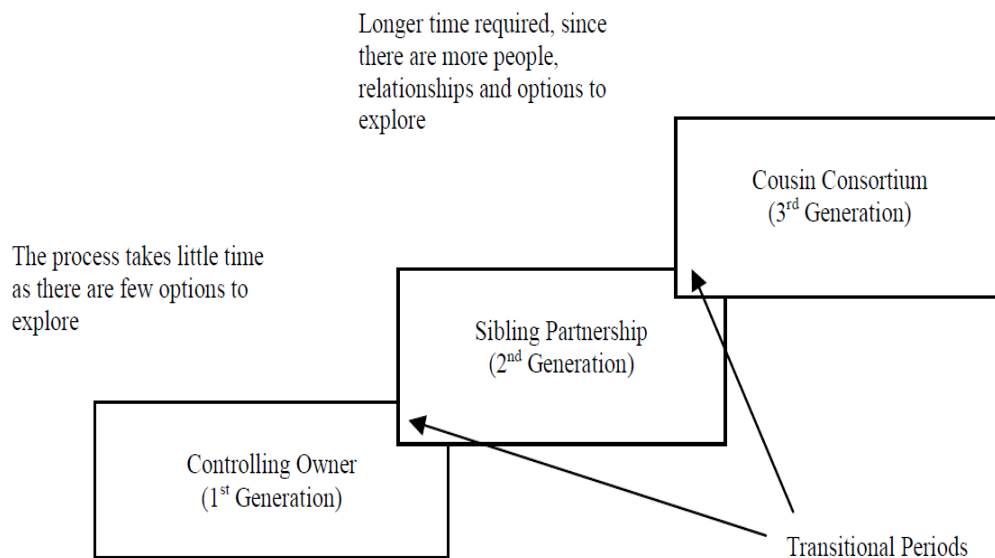 Longer time required, since
there are more people,
relationships and options to
explore
Cousin Consortium
(3rd Generation)
The process takes little time
as there are few options to
explore
Sibling Partnership
(2nd Generation)
Controlling Owner
(1st Generation)
Transitional Periods